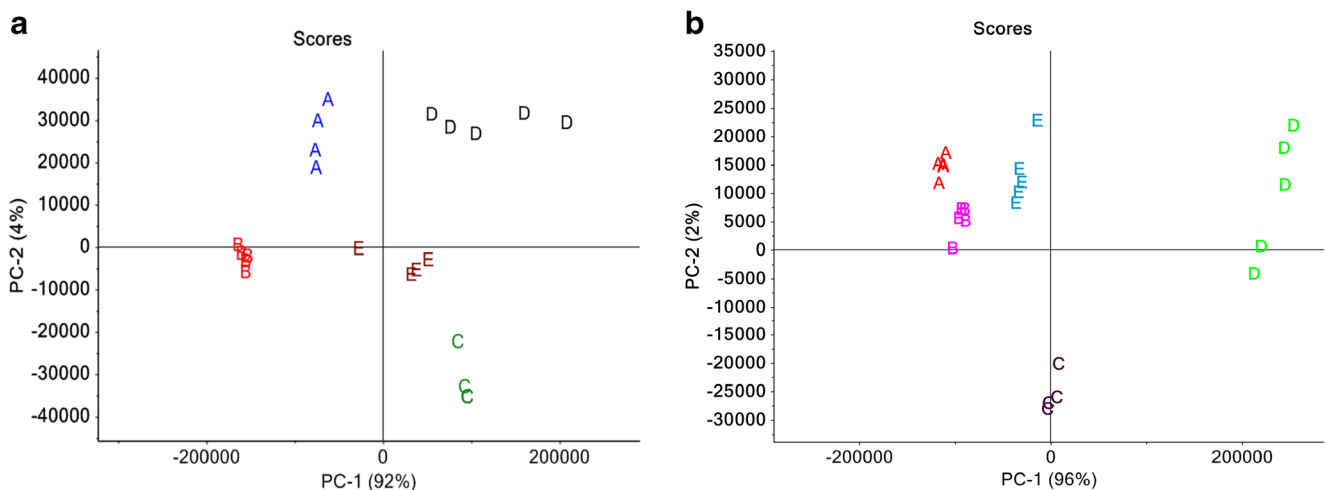 a
Scores
40000
30000
20000
10000
0
-10000
-20000
-30000
-40000
PC-2 (4%)
A
A
A
A
D
D
D
D
D
B
B
B
B
B
E
E
E
E
C
C
C
-200000
0
200000
PC-1 (92%)
b
Scores
35000
30000
25000
20000
15000
10000
5000
0
-5000
-10000
-15000
-20000
-25000
-30000
PC-2 (2%)
E
D
D
A
A
A
A
E
E
E
E
D
B
B
B
B
B
D
D
C
C
C
C
-200000
0
200000
PC-1 (96%)